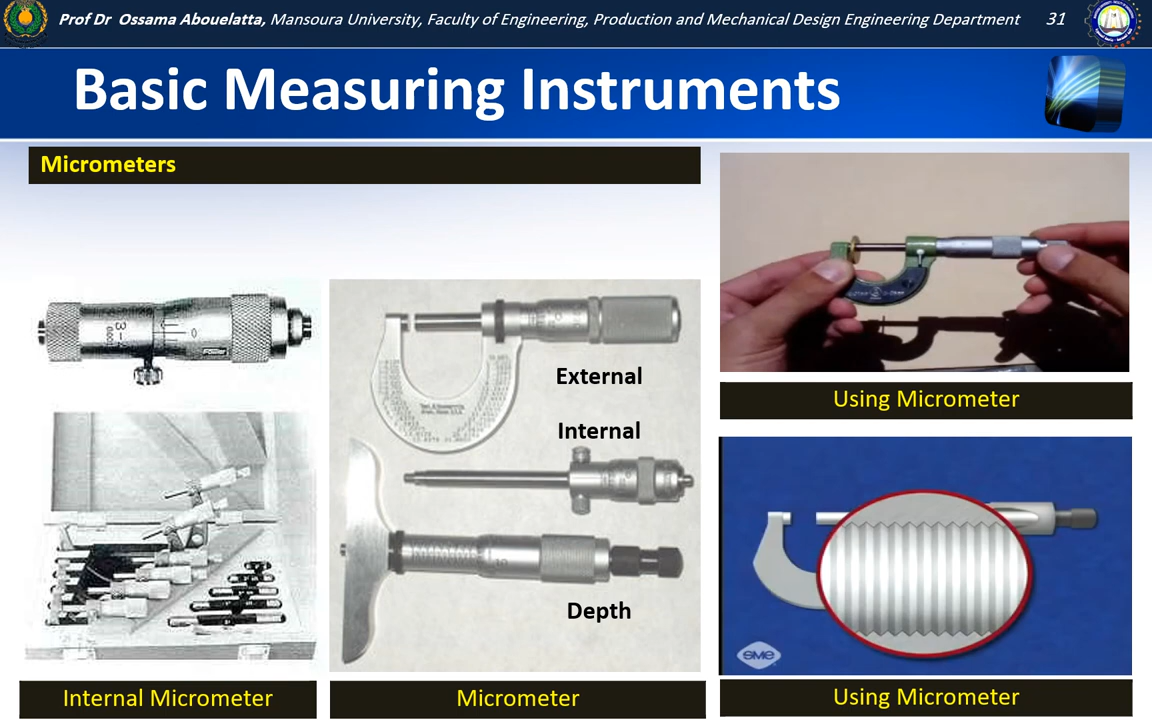 Prof Dr Ossama Abouelatta, Mansoura University, Faculty of Engineering, Production and Mechanical Design Engineering Department 31
Basic Measuring Instruments
Micrometers
External
Internal
Depth
Using Micrometer
SME
Internal Micrometer
Micrometer
Using Micrometer